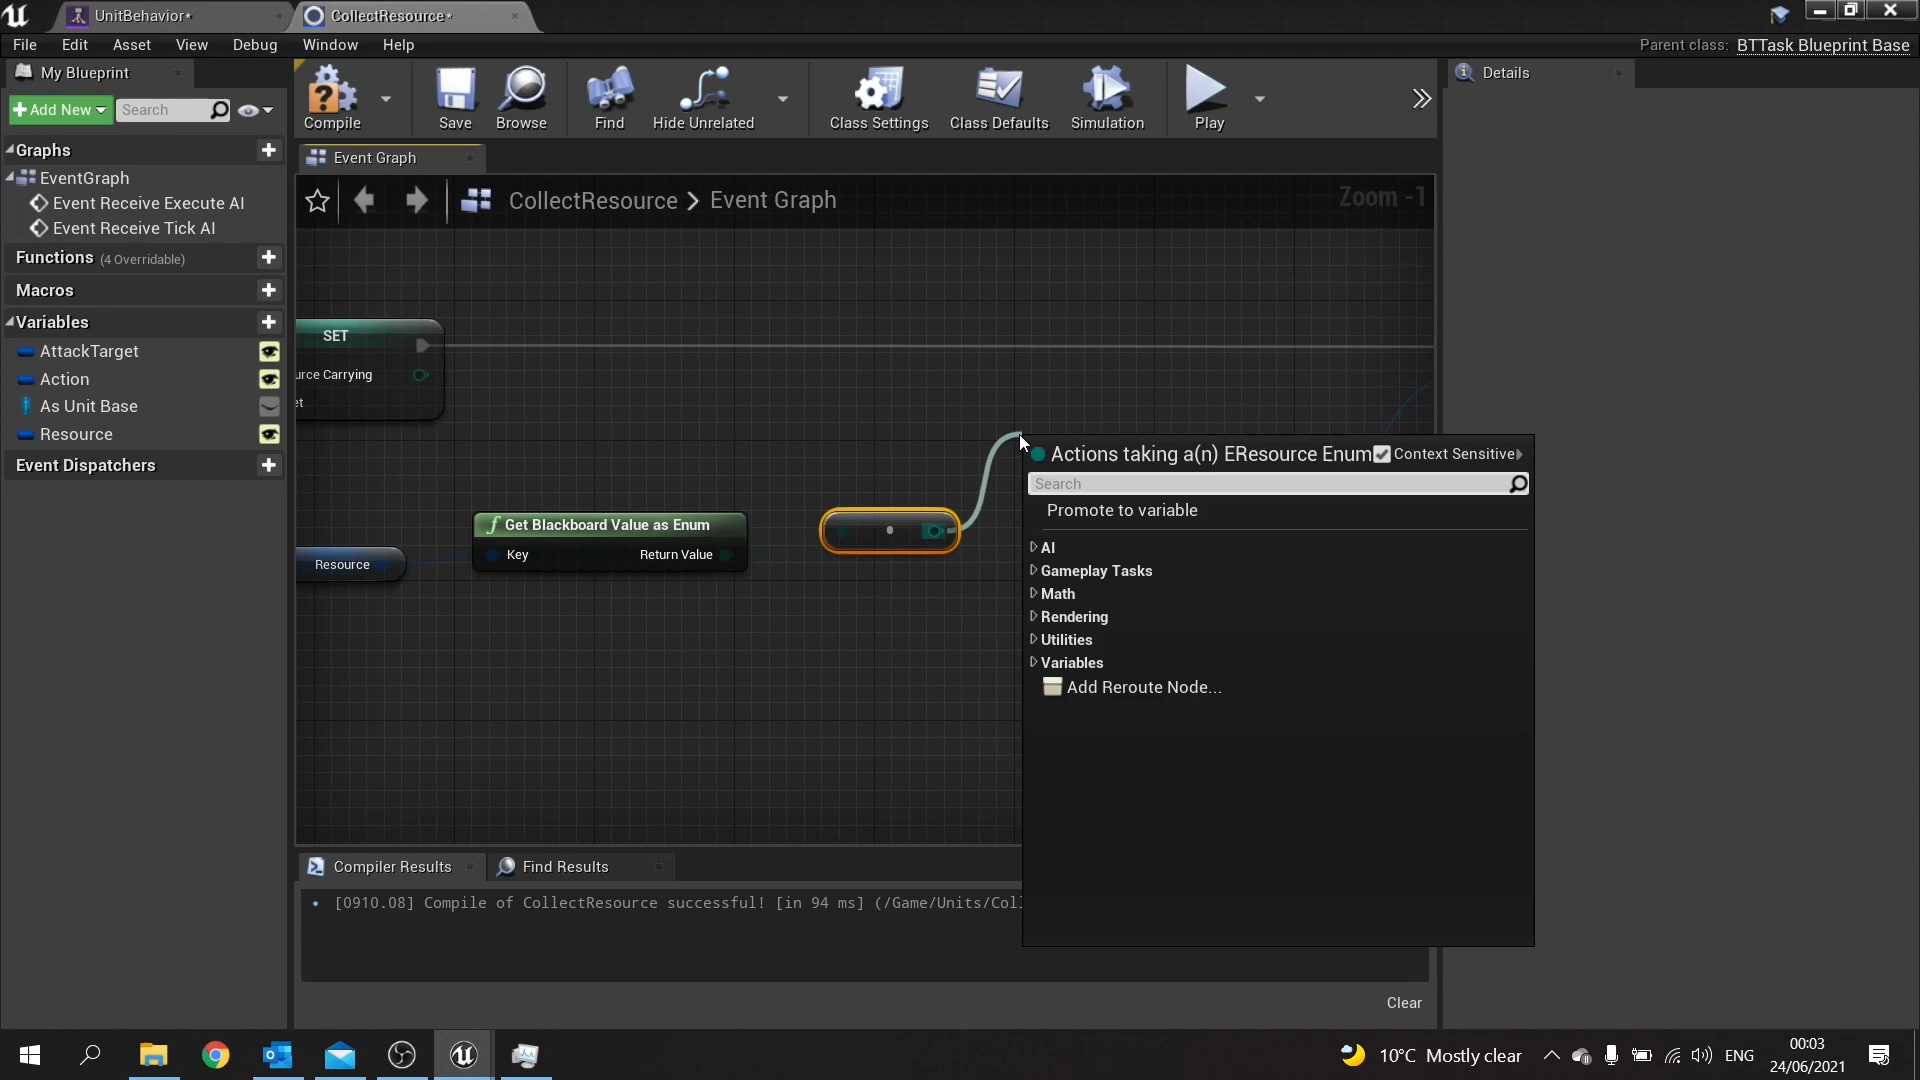 UnitBehavior*
CollectResource*
File Edit Asset View Debug Window Help
Parent class: BTTask Blueprint Base
My Blueprint
Add New
Search
Compile
Save
Browse
Find
Hide Unrelated
Class Settings
Class Defaults
Simulation
Play
Details
Graphs
EventGraph
Event Receive Execute AI
Event Receive Tick AI
Functions (4 Overridable)
Macros
Variables
AttackTarget
Action
As Unit Base
Resource
Event Dispatchers
Event Graph
CollectResource > Event Graph
Zoom -1
SET
urce Carrying
et
Resource
Get Blackboard Value as Enum
Key Return Value
Actions taking a(n) EResource Enum Context Sensitive
Search
Promote to variable
AI
Gameplay Tasks
Math
Rendering
Utilities
Variables
Add Reroute Node...
Compiler Results
Find Results
[0910.08] Compile of CollectResource successful! [in 94 ms] (/Game/Units/Coll
Clear
10°C Mostly clear
ENG
00:03
24/06/2021